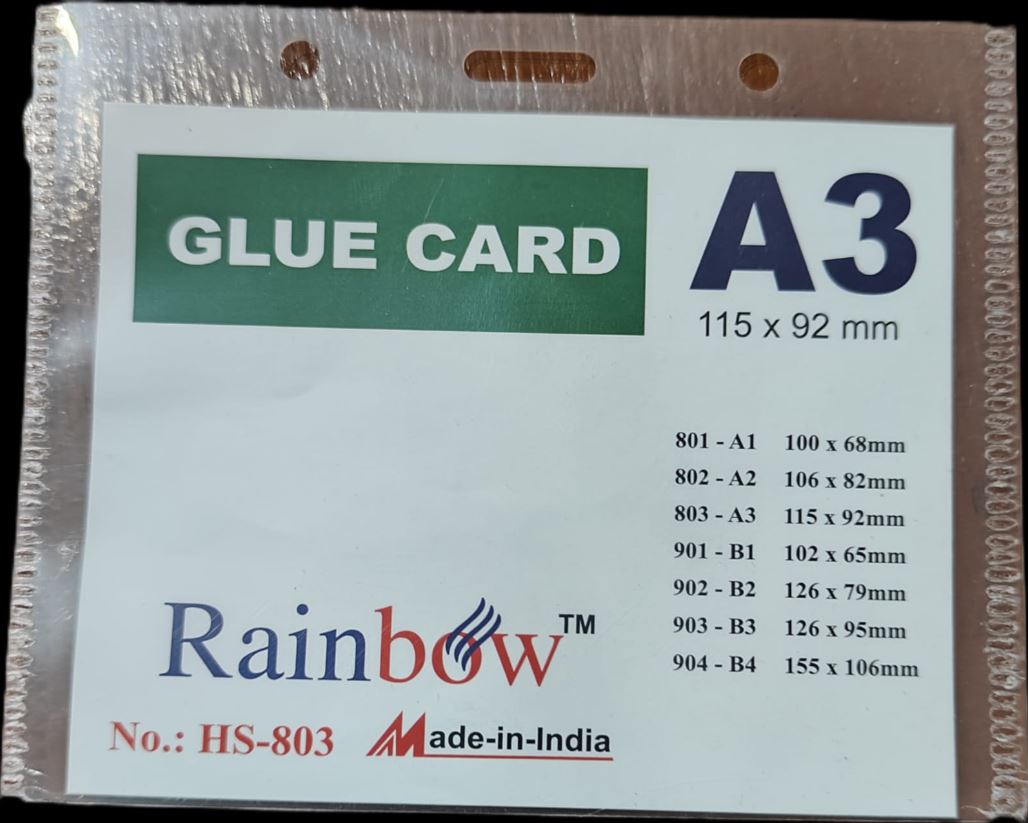 GLUE CARD
A3
115 x 92 mm
801 - A1 100 x 68mm
802 - A2 106 x 82mm
803 - A3 115 x 92mm
901 - B1 102 x 65mm
902 - B2 126 x 79mm
903 - B3 126 x 95mm
904 - B4 155 x 106mm
Rainbow™
No.: HS-803
Made-in-India